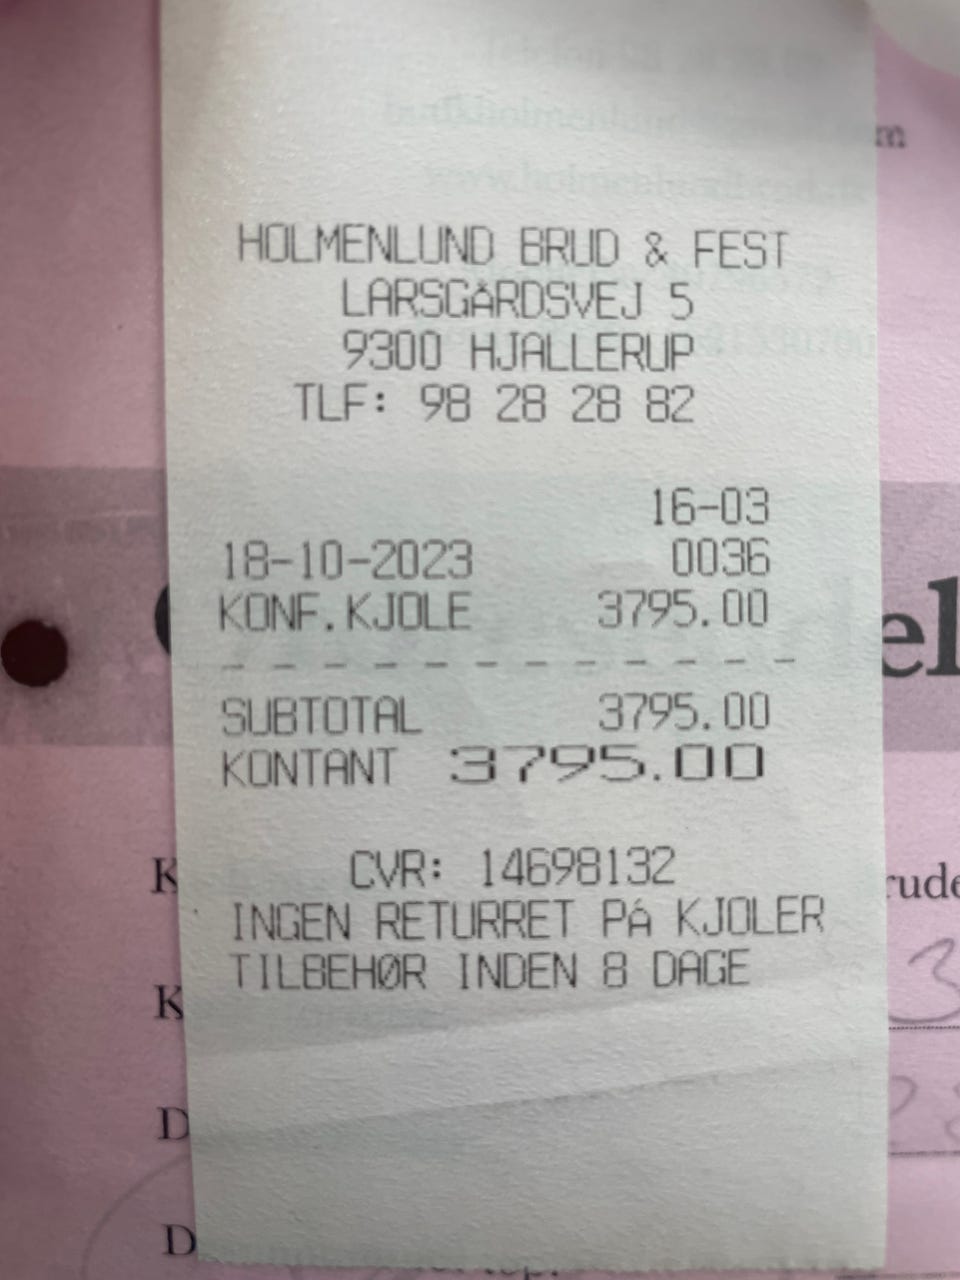 HOLMENLUND BRUD & FEST
LARSGÅRDSVEJ 5
9300 HJALLERUP
TLF: 98 28 28 82
16-03
18-10-2023 0036
KONF.KJOLE 3795.00
- - - - - - - - - - - - - - -
SUBTOTAL 3795.00
KONTANT 3795.00
CVR: 14698132
INGEN RETURRET PÅ KJOLER
TILBEHØR INDEN 8 DAGE